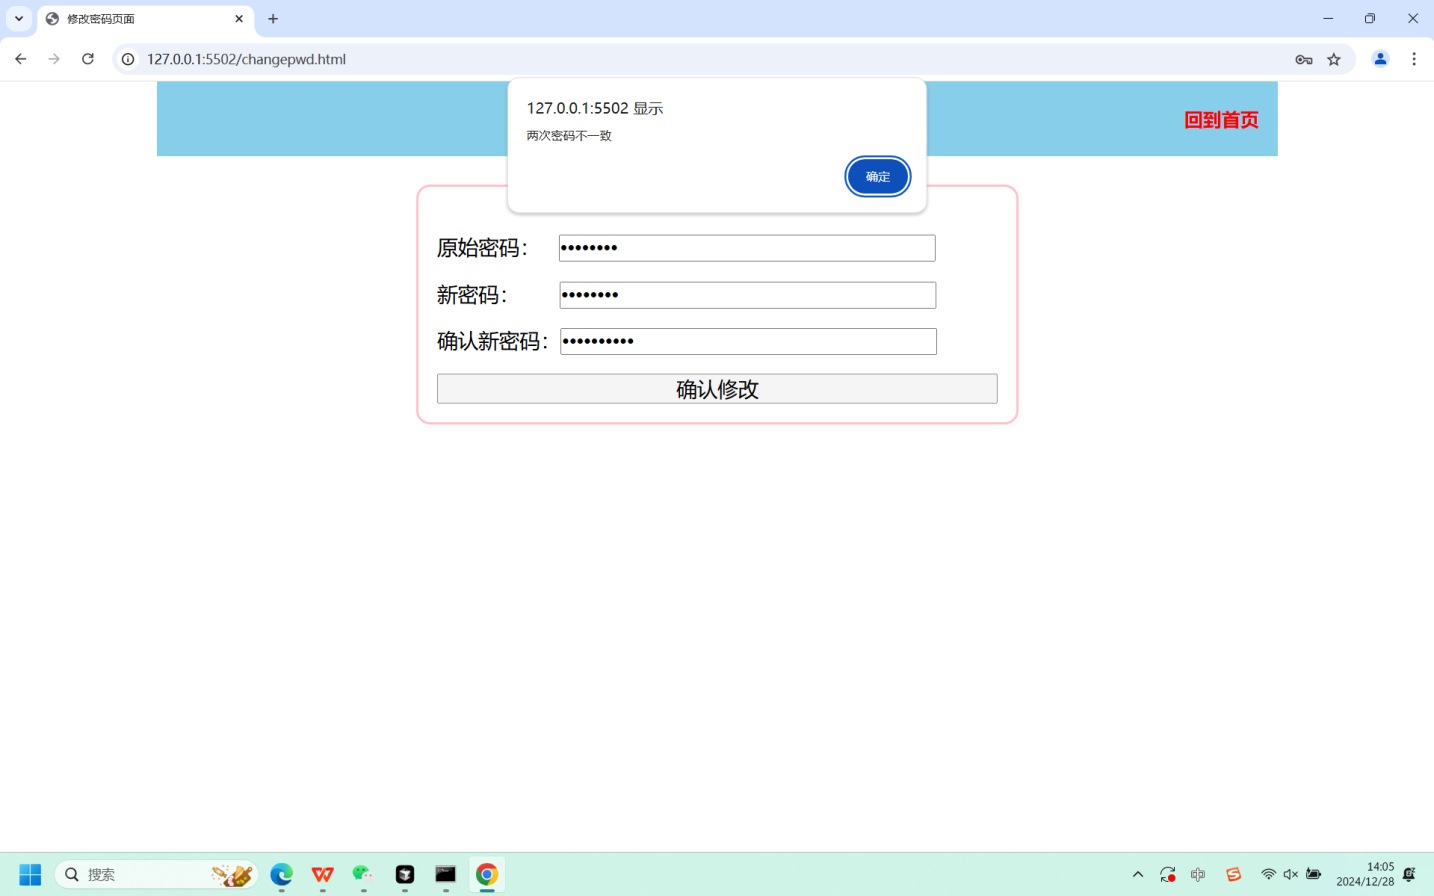 修改密码页面
127.0.0.1:5502/changepwd.html
127.0.0.1:5502 显示
两次密码不一致
确定
回到首页
原始密码：
新密码：
确认新密码：
确认修改
搜索
中
14:05
2024/12/28